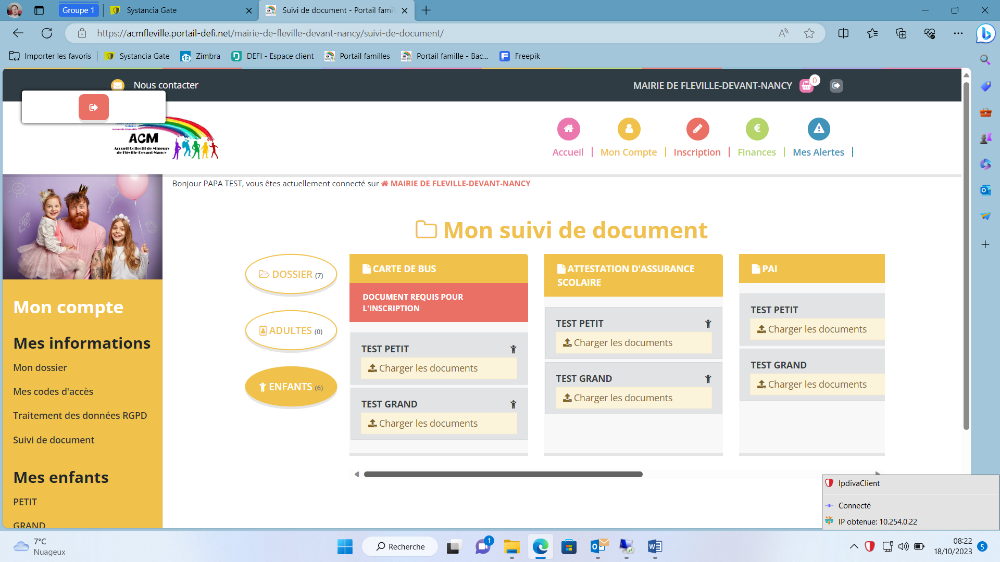 Groupe 1
Systancia Gate
Suivi de document - Portail famil
https://acmfleville.portail-defi.net/mairie-de-fleville-devant-nancy/suivi-de-document/
Importer les favoris
Systancia Gate
Zimbra
DEFI - Espace client
Portail familles
Portail famille - Bac...
Freepik
Nous contacter
MAIRIE DE FLEVILLE-DEVANT-NANCY
0
ACM
Accueil Collectif de Mineurs
de Fléville-Devant-Nancy
Accueil
Mon Compte
Inscription
Finances
Mes Alertes
Bonjour PAPA TEST, vous êtes actuellement connecté sur MAIRIE DE FLEVILLE-DEVANT-NANCY
Mon suivi de document
DOSSIER (7)
ADULTES (0)
ENFANTS (6)
CARTE DE BUS
DOCUMENT REQUIS POUR
L'INSCRIPTION
TEST PETIT
Charger les documents
TEST GRAND
Charger les documents
ATTESTATION D'ASSURANCE
SCOLAIRE
TEST PETIT
Charger les documents
TEST GRAND
Charger les documents
PAI
TEST PETIT
Charger les documents
TEST GRAND
Charger les documents
Mon compte
Mes informations
Mon dossier
Mes codes d'accès
Traitement des données RGPD
Suivi de document
Mes enfants
PETIT
GRAND
IpdivaClient
Connecté
IP obtenue: 10.254.0.22
7°C
Nuageux
Recherche
1
08:22
18/10/2023
5